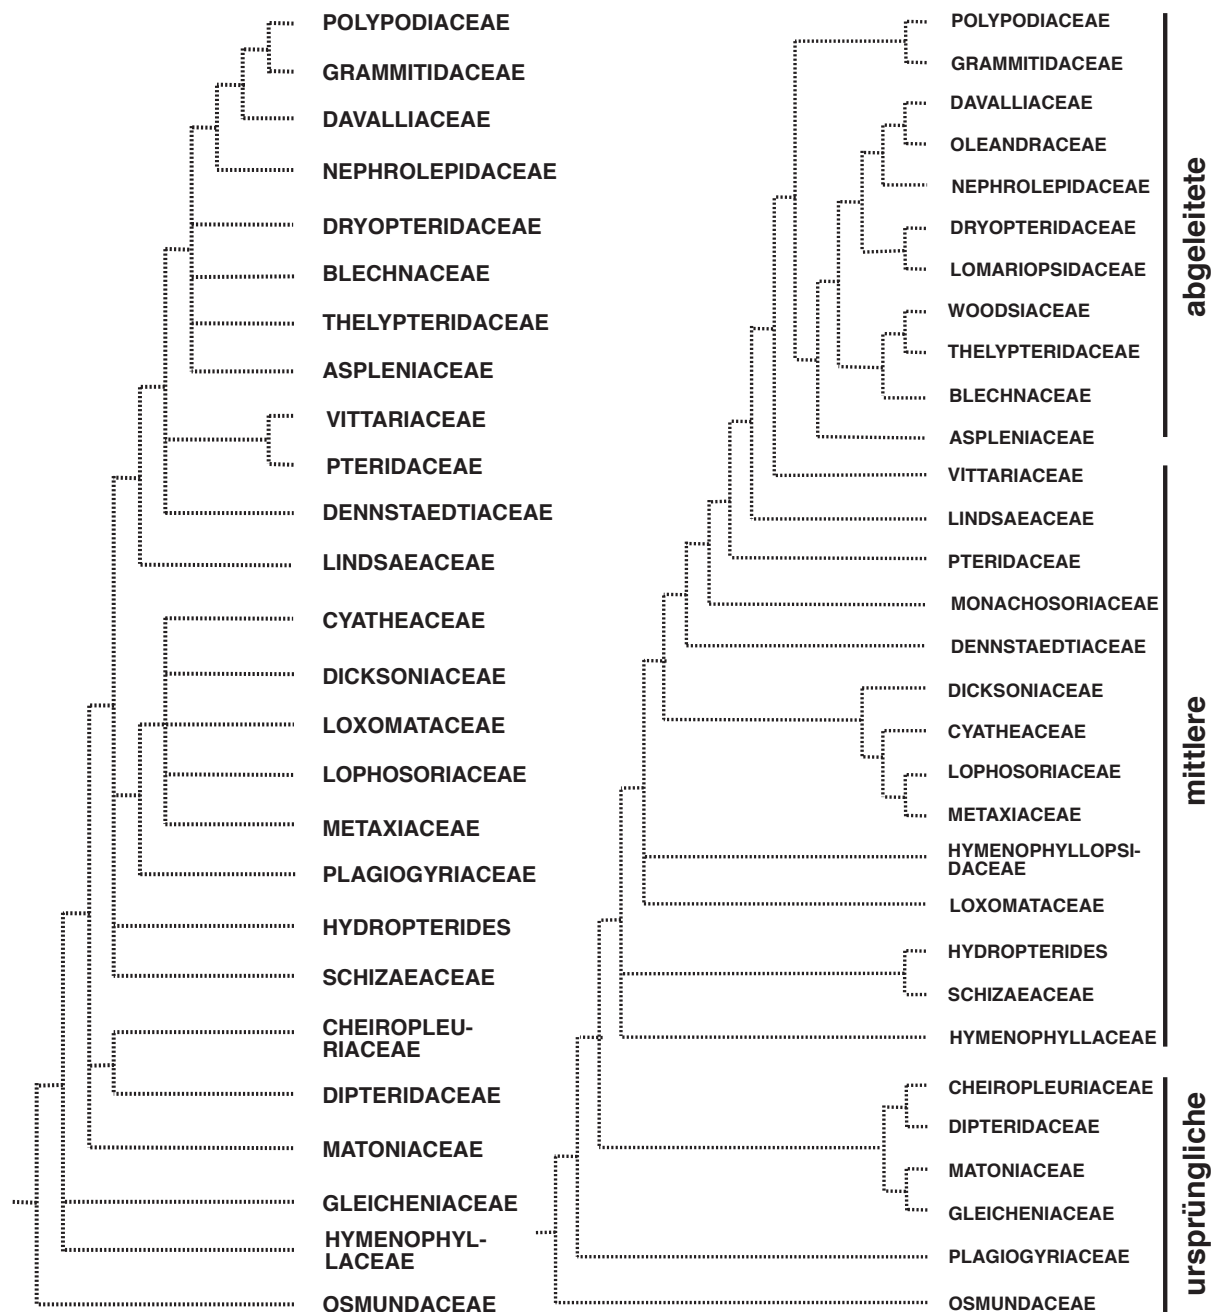 POLYPODIACEAE
GRAMMITIDACEAE
DAVALLIACEAE
NEPHROLEPIDACEAE
DRYOPTERIDACEAE
BLECHNACEAE
THELYPTERIDACEAE
ASPLENIACEAE
VITTARIACEAE
PTERIDACEAE
DENNSTAEDTIACEAE
LINDSAEACEAE
CYATHEACEAE
DICKSONIACEAE
LOXOMATACEAE
LOPHOSORIACEAE
METAXIACEAE
PLAGIOGYRIACEAE
HYDROPTERIDES
SCHIZAEACEAE
CHEIROPLEU-
RIACEAE
DIPTERIDACEAE
MATONIACEAE
GLEICHENIACEAE
HYMENOPHYL-
LACEAE
OSMUNDACEAE
POLYPODIACEAE
GRAMMITIDACEAE
DAVALLIACEAE
OLEANDRACEAE
NEPHROLEPIDACEAE
DRYOPTERIDACEAE
LOMARIOPSIDACEAE
WOODSIACEAE
THELYPTERIDACEAE
BLECHNACEAE
ASPLENIACEAE
VITTARIACEAE
LINDSAEACEAE
PTERIDACEAE
MONACHOSORIACEAE
DENNSTAEDTIACEAE
DICKSONIACEAE
CYATHEACEAE
LOPHOSORIACEAE
METAXIACEAE
HYMENOPHYLLOPSI-
DACEAE
LOXOMATACEAE
HYDROPTERIDES
SCHIZAEACEAE
HYMENOPHYLLACEAE
CHEIROPLEURIACEAE
DIPTERIDACEAE
MATONIACEAE
GLEICHENIACEAE
PLAGIOGYRIACEAE
OSMUNDACEAE
abgeleitete
mittlere
ursprüngliche